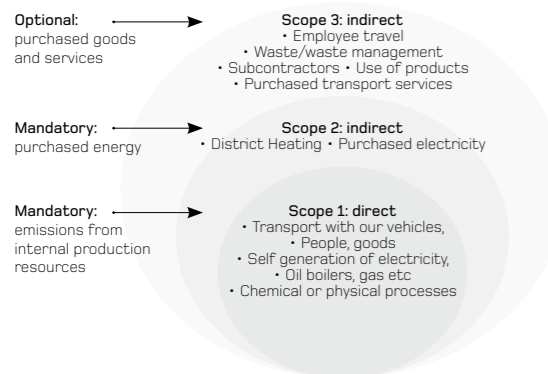 Optional:
purchased goods
and services
Scope 3: indirect
• Employee travel
• Waste/waste management
• Subcontractors • Use of products
• Purchased transport services
Mandatory:
purchased energy
Scope 2: indirect
• District Heating • Purchased electricity
Mandatory:
emissions from
internal production
resources
Scope 1: direct
• Transport with our vehicles,
• People, goods
• Self generation of electricity,
• Oil boilers, gas etc
• Chemical or physical processes